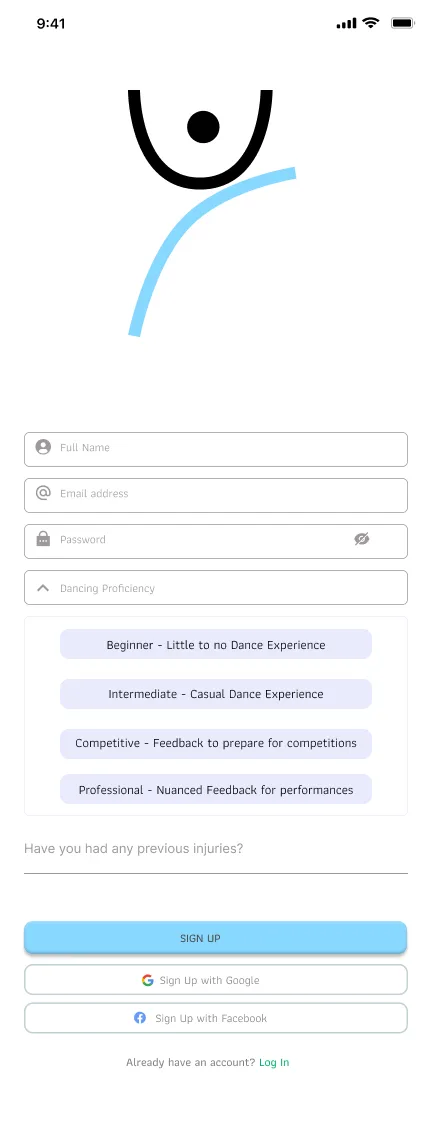 9:41
Full Name
Email address
Password
Dancing Proficiency
Beginner - Little to no Dance Experience
Intermediate - Casual Dance Experience
Competitive - Feedback to prepare for competitions
Professional - Nuanced Feedback for performances
Have you had any previous injuries?
SIGN UP
Sign Up with Google
Sign Up with Facebook
Already have an account? Log In